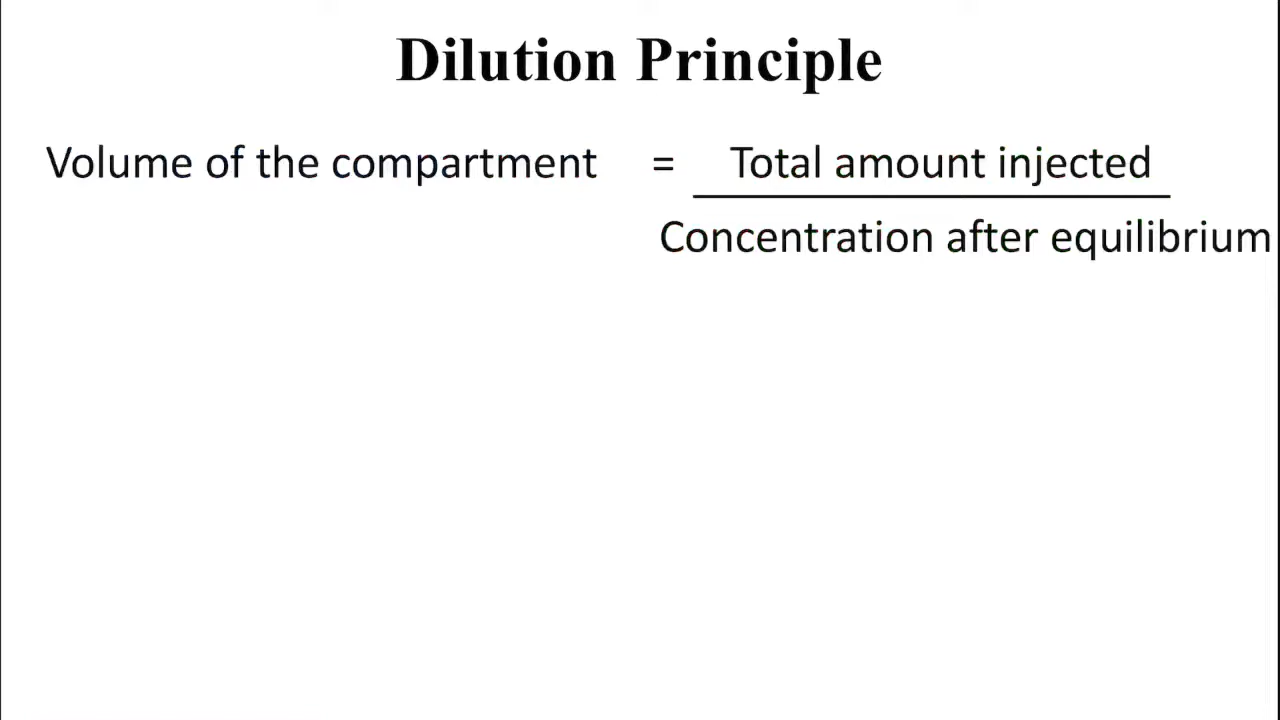 Dilution Principle
Volume of the compartment = Total amount injected
Concentration after equilibrium